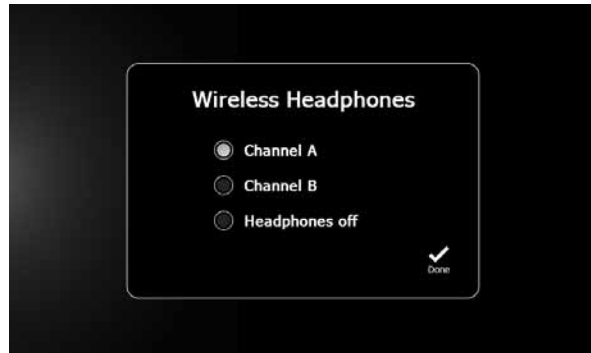 Wireless Headphones
Channel A
Channel B
Headphones off
Done